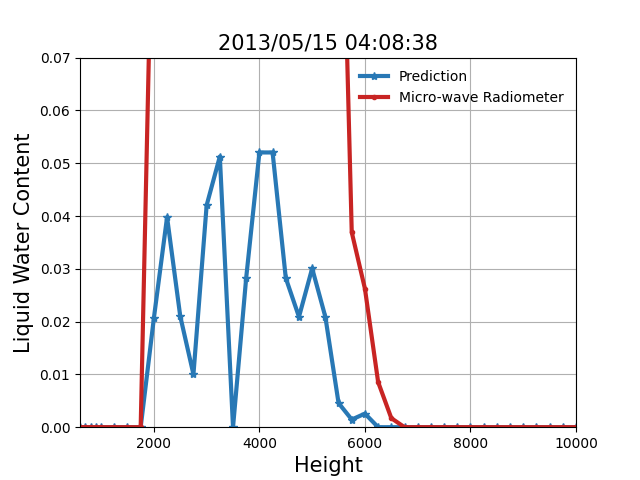 2013/05/15 04:08:38
Prediction
Micro-wave Radiometer
Liquid Water Content
0.07
0.06
0.05
0.04
0.03
0.02
0.01
0.00
2000 4000 6000 8000 10000
Height